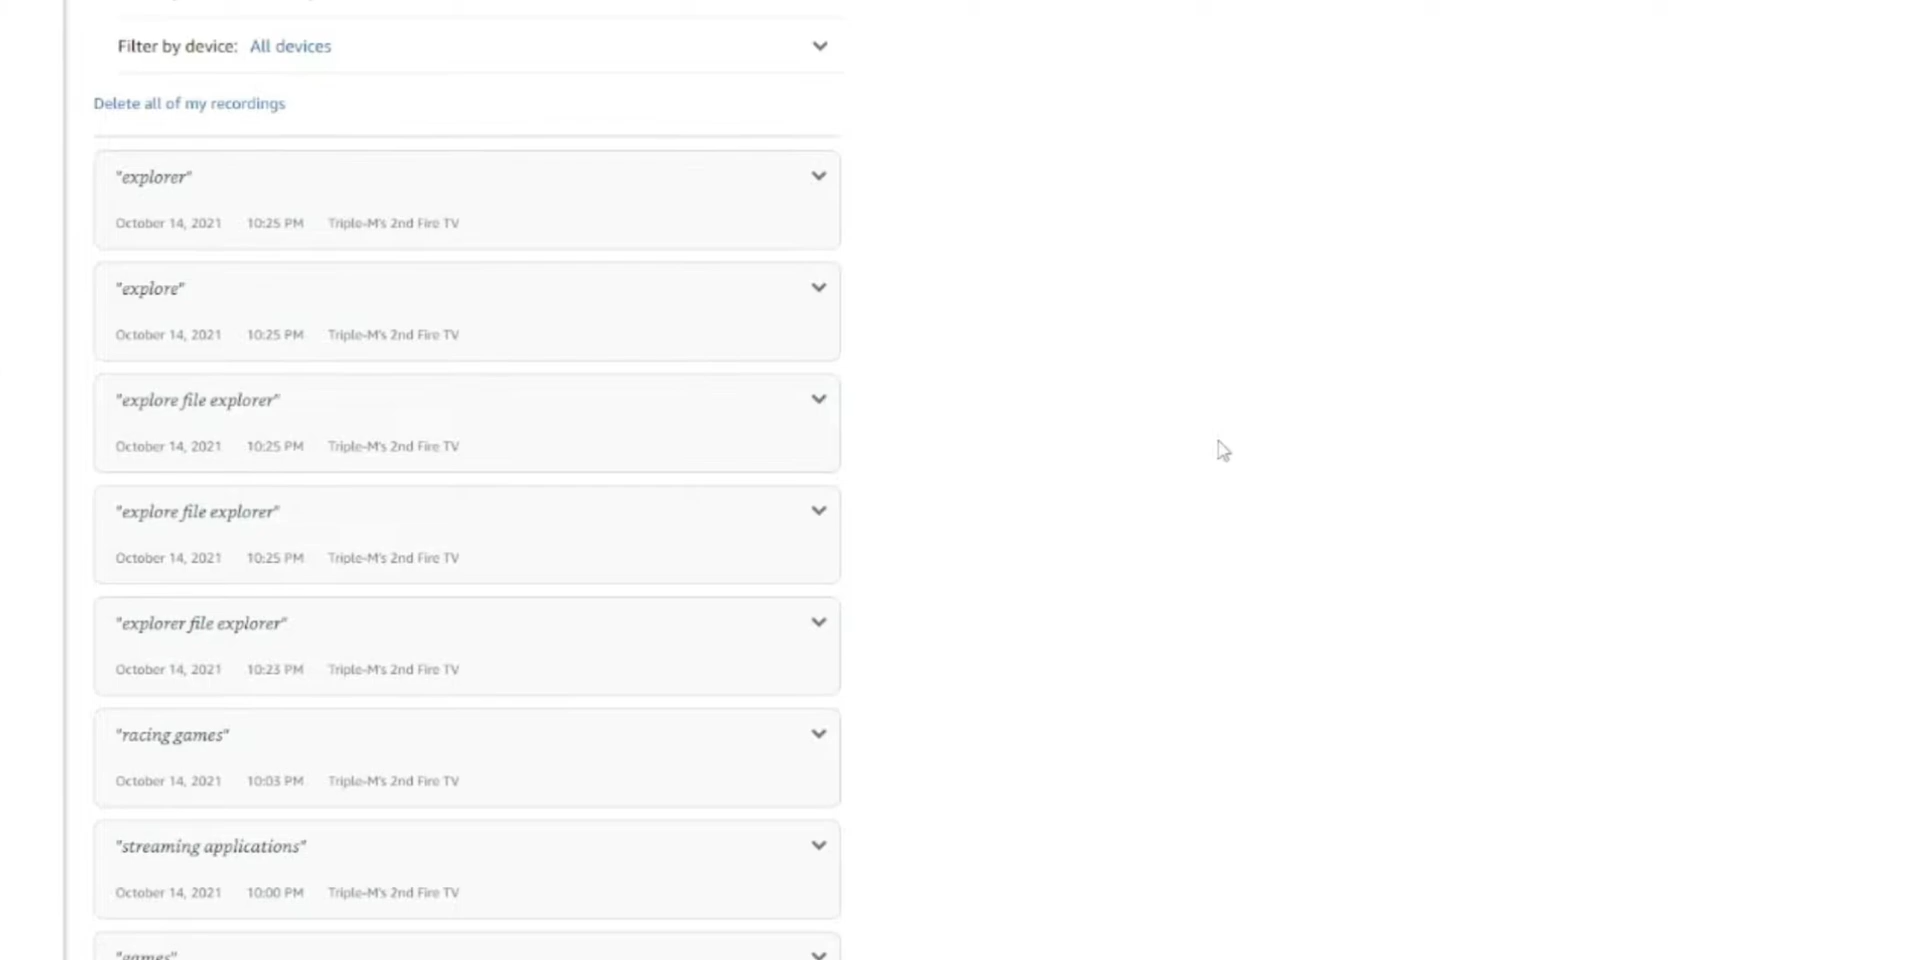 Filter by device: All devices
Delete all of my recordings
"explorer"
October 14, 2021 10:25 PM Triple-M's 2nd Fire TV
"explore"
October 14, 2021 10:25 PM Triple-M's 2nd Fire TV
"explore file explorer"
October 14, 2021 10:25 PM Triple-M's 2nd Fire TV
"explore file explorer"
October 14, 2021 10:25 PM Triple-M's 2nd Fire TV
"explorer file explorer"
October 14, 2021 10:23 PM Triple-M's 2nd Fire TV
"racing games"
October 14, 2021 10:03 PM Triple-M's 2nd Fire TV
"streaming applications"
October 14, 2021 10:00 PM Triple-M's 2nd Fire TV
"games"